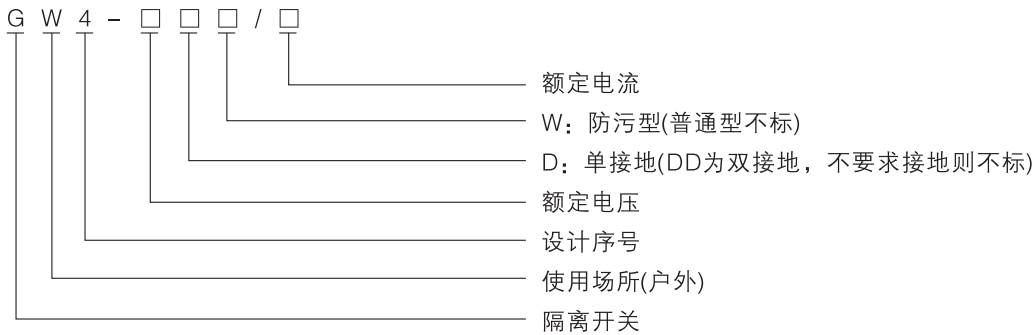 GW4-□□□/□
额定电流
W：防污型(普通型不标)
D：单接地(DD为双接地，不要求接地则不标)
额定电压
设计序号
使用场所(户外)
隔离开关